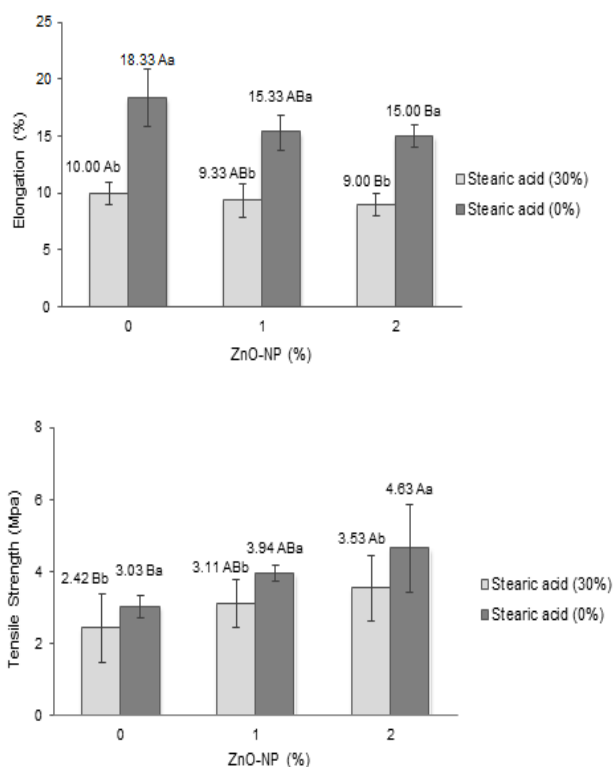 25
20
15
10
5
0
Elongation (%)
18.33 Aa
15.33 ABa
15.00 Ba
10.00 Ab
9.33 ABb
9.00 Bb
Stearic acid (30%)
Stearic acid (0%)
0 1 2
ZnO-NP (%)
8
6
4
2
0
Tensile Strength (Mpa)
4.63 Aa
3.94 ABa
3.53 Ab
2.42 Bb
3.03 Ba
3.11 ABb
Stearic acid (30%)
Stearic acid (0%)
0 1 2
ZnO-NP (%)